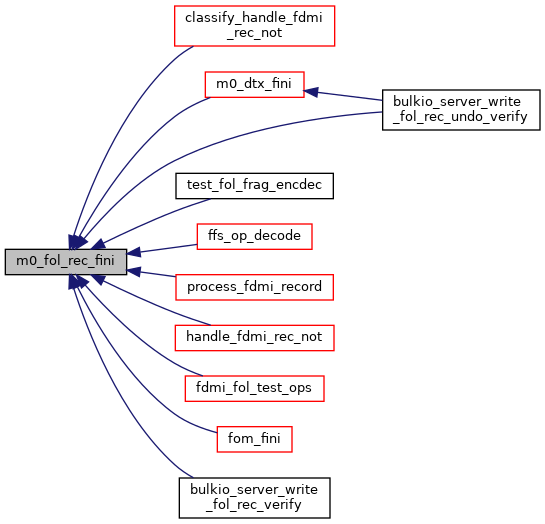 classify_handle_fdmi
_rec_not
m0_dtx_fini
bulkio_server_write
_fol_rec_undo_verify
test_fol_frag_encdec
ffs_op_decode
m0_fol_rec_fini
process_fdmi_record
handle_fdmi_rec_not
fdmi_fol_test_ops
fom_fini
bulkio_server_write
_fol_rec_verify